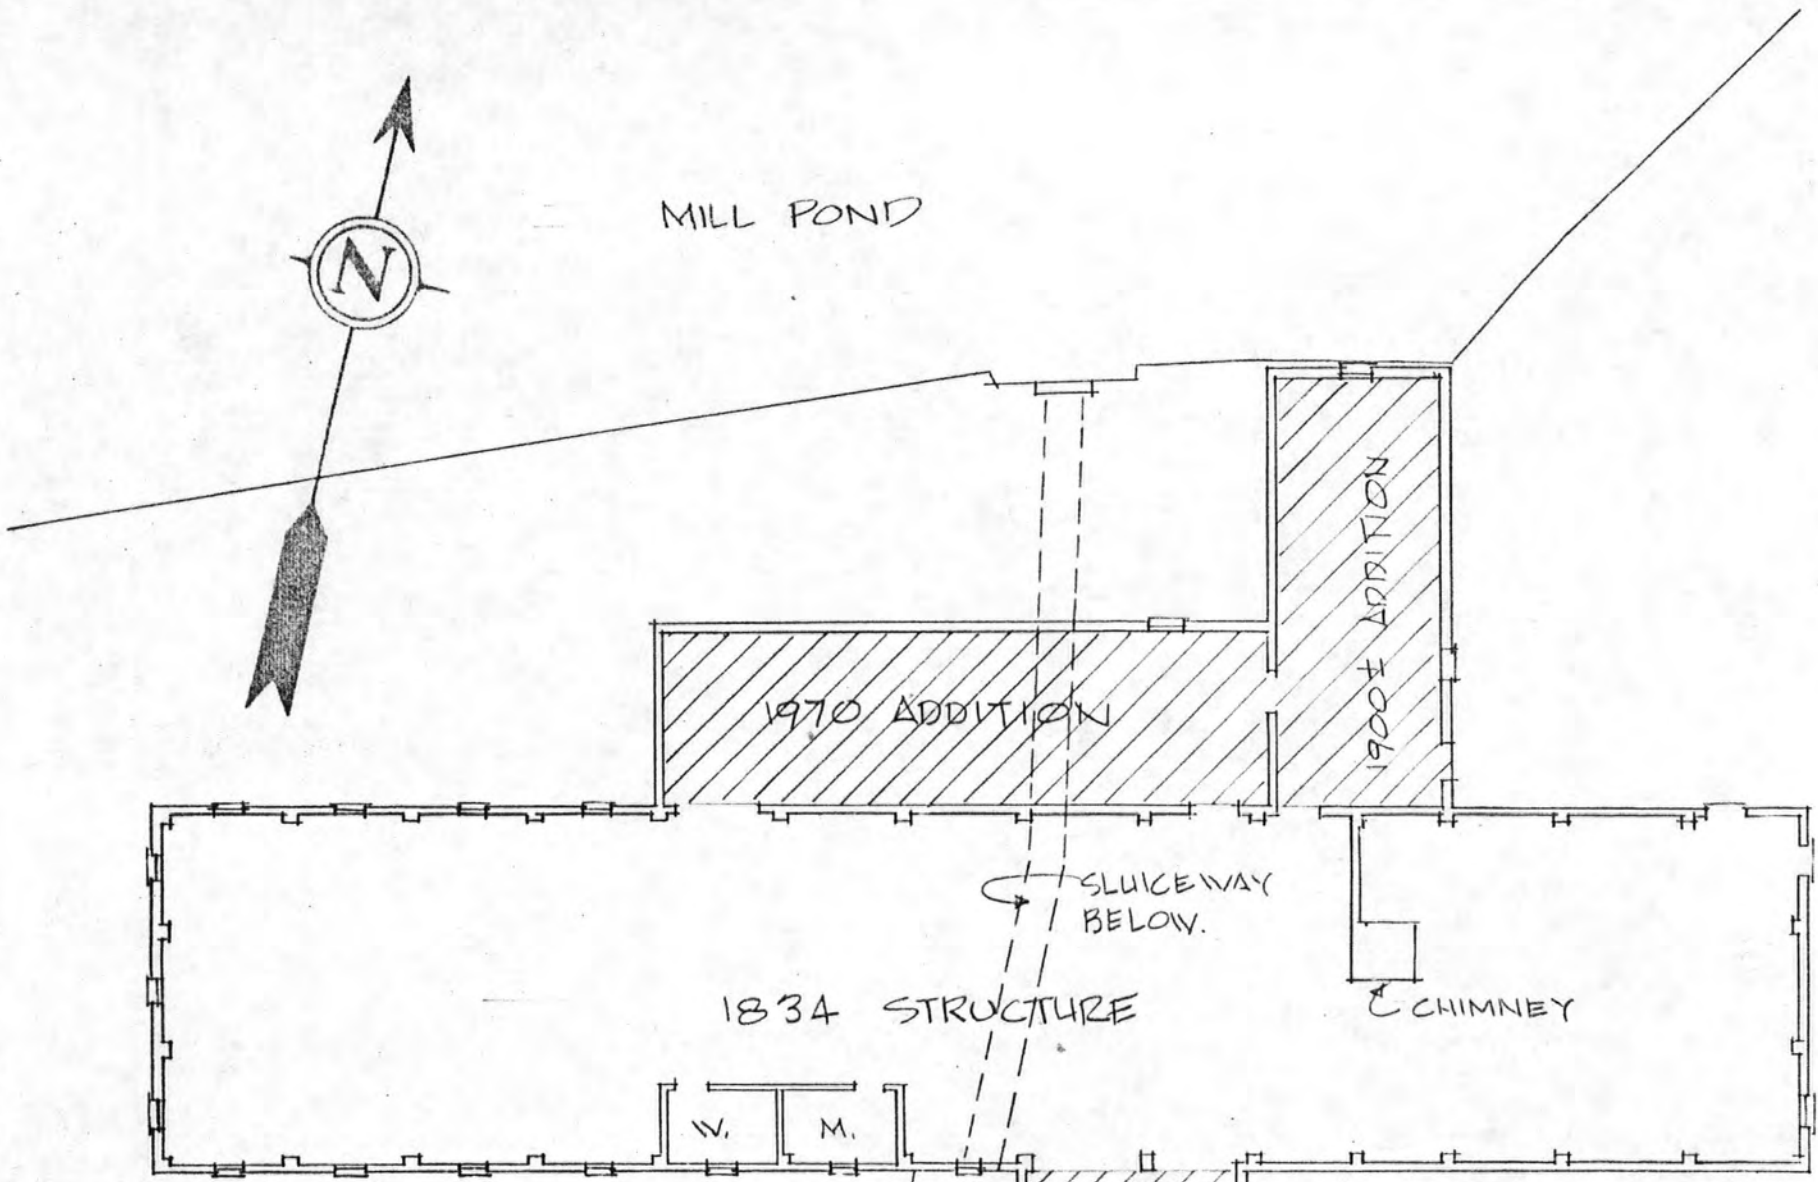 N
MILL POND
1900± ADDITION
1970 ADDITION
SLUICEWAY
BELOW.
1834 STRUCTURE
CHIMNEY
W.
M.